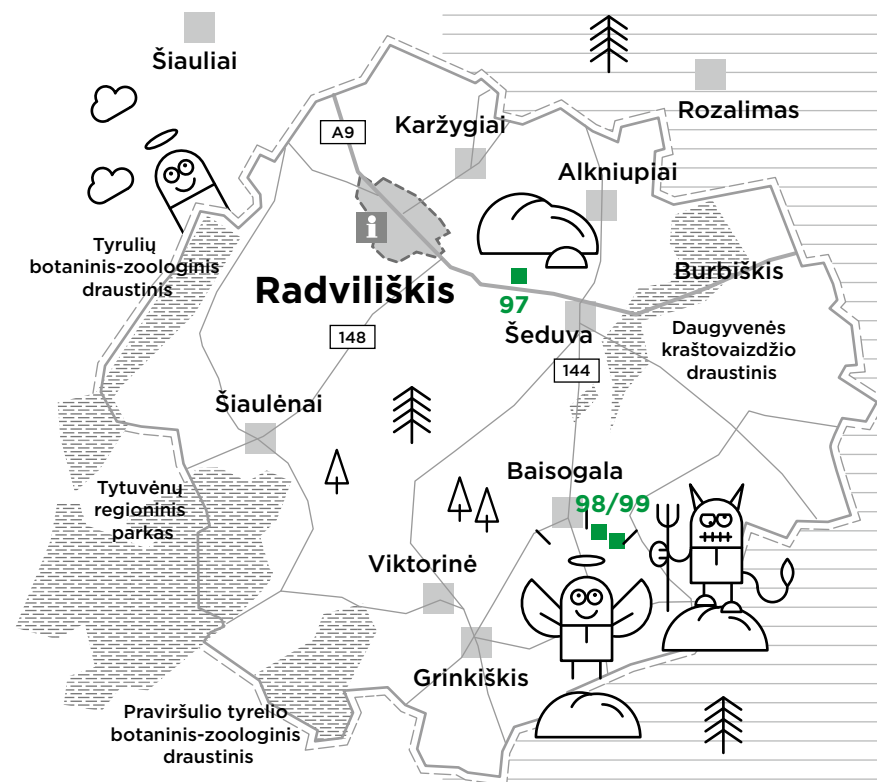 Šiauliai
Rozalimas
A9
Karžygiai
Alkniupiai
i
Tyrulių
botaninis-zoologinis
draustinis
Burbiškis
Radviliškis
97
Šeduva
Daugyvenės
kraštovaizdžio
draustinis
148
144
Šiaulėnai
Baisogala
98/99
Tytuvėnų
regioninis
parkas
Viktorinė
Grinkiškis
Praviršulio tyrelio
botaninis-zoologinis
draustinis